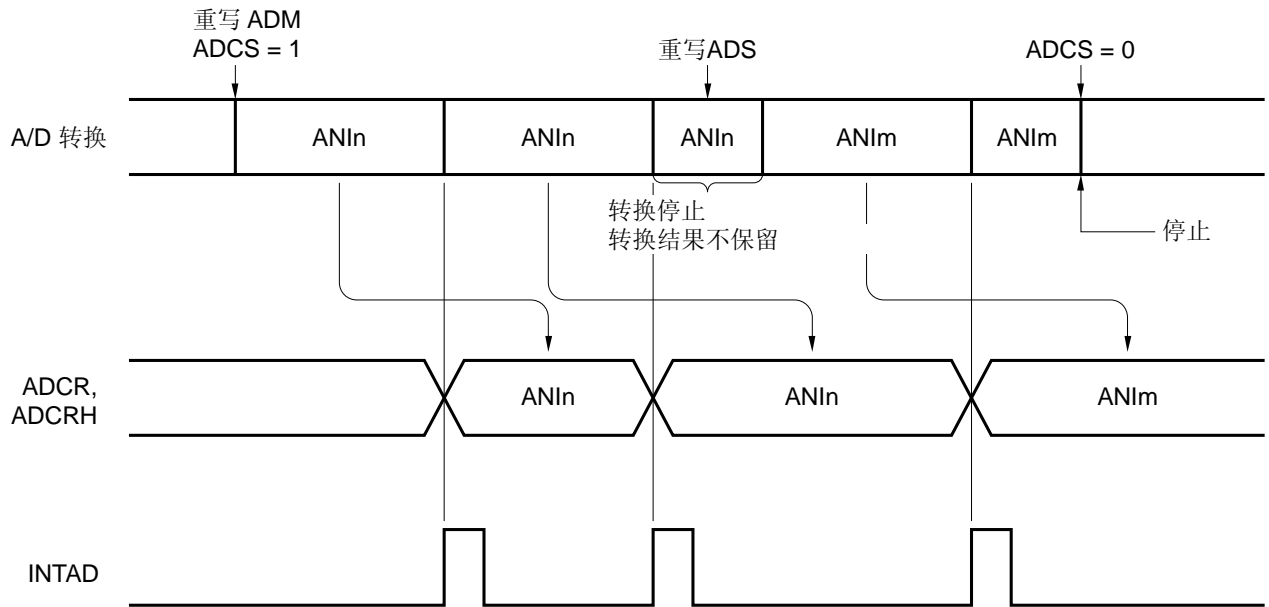 重写 ADM
ADCS = 1
重写ADS
ADCS = 0
A/D 转换
ANIn
ANIn
ANIn
ANIm
ANIm
转换停止
转换结果不保留
停止
ADCR,
ADCRH
ANIn
ANIn
ANIm
INTAD